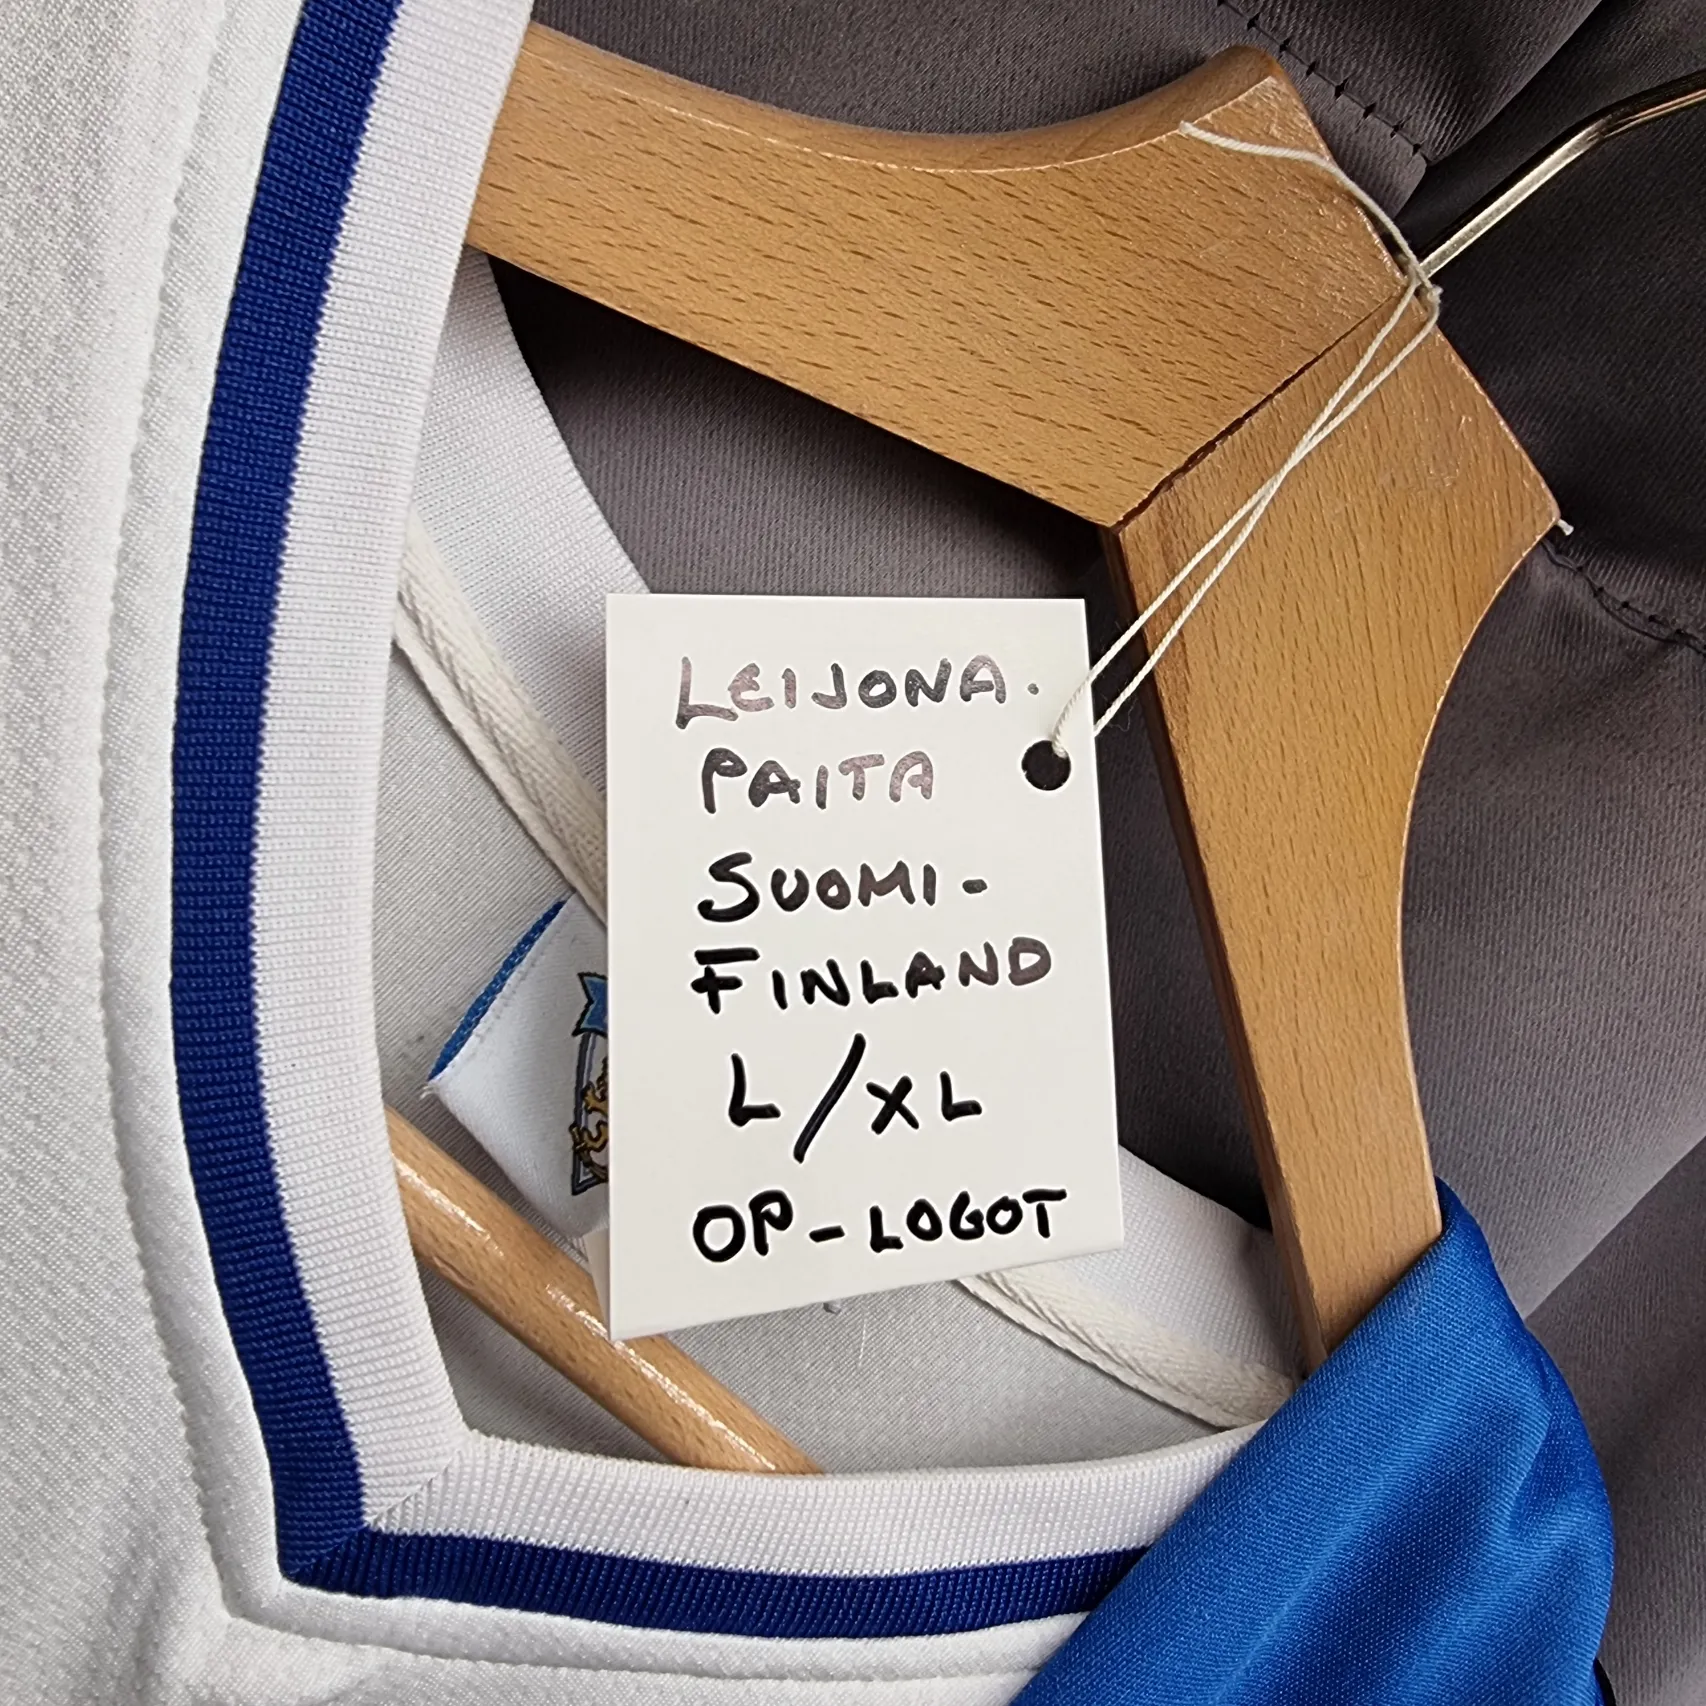 LEIJONA.
PAITA
SUOMI-
FINLAND
L/XL
OP-LOGOT